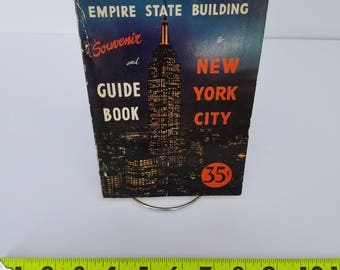 EMPIRE STATE BUILDING
Souvenir
and
GUIDE
BOOK
to
NEW
YORK
CITY
35¢